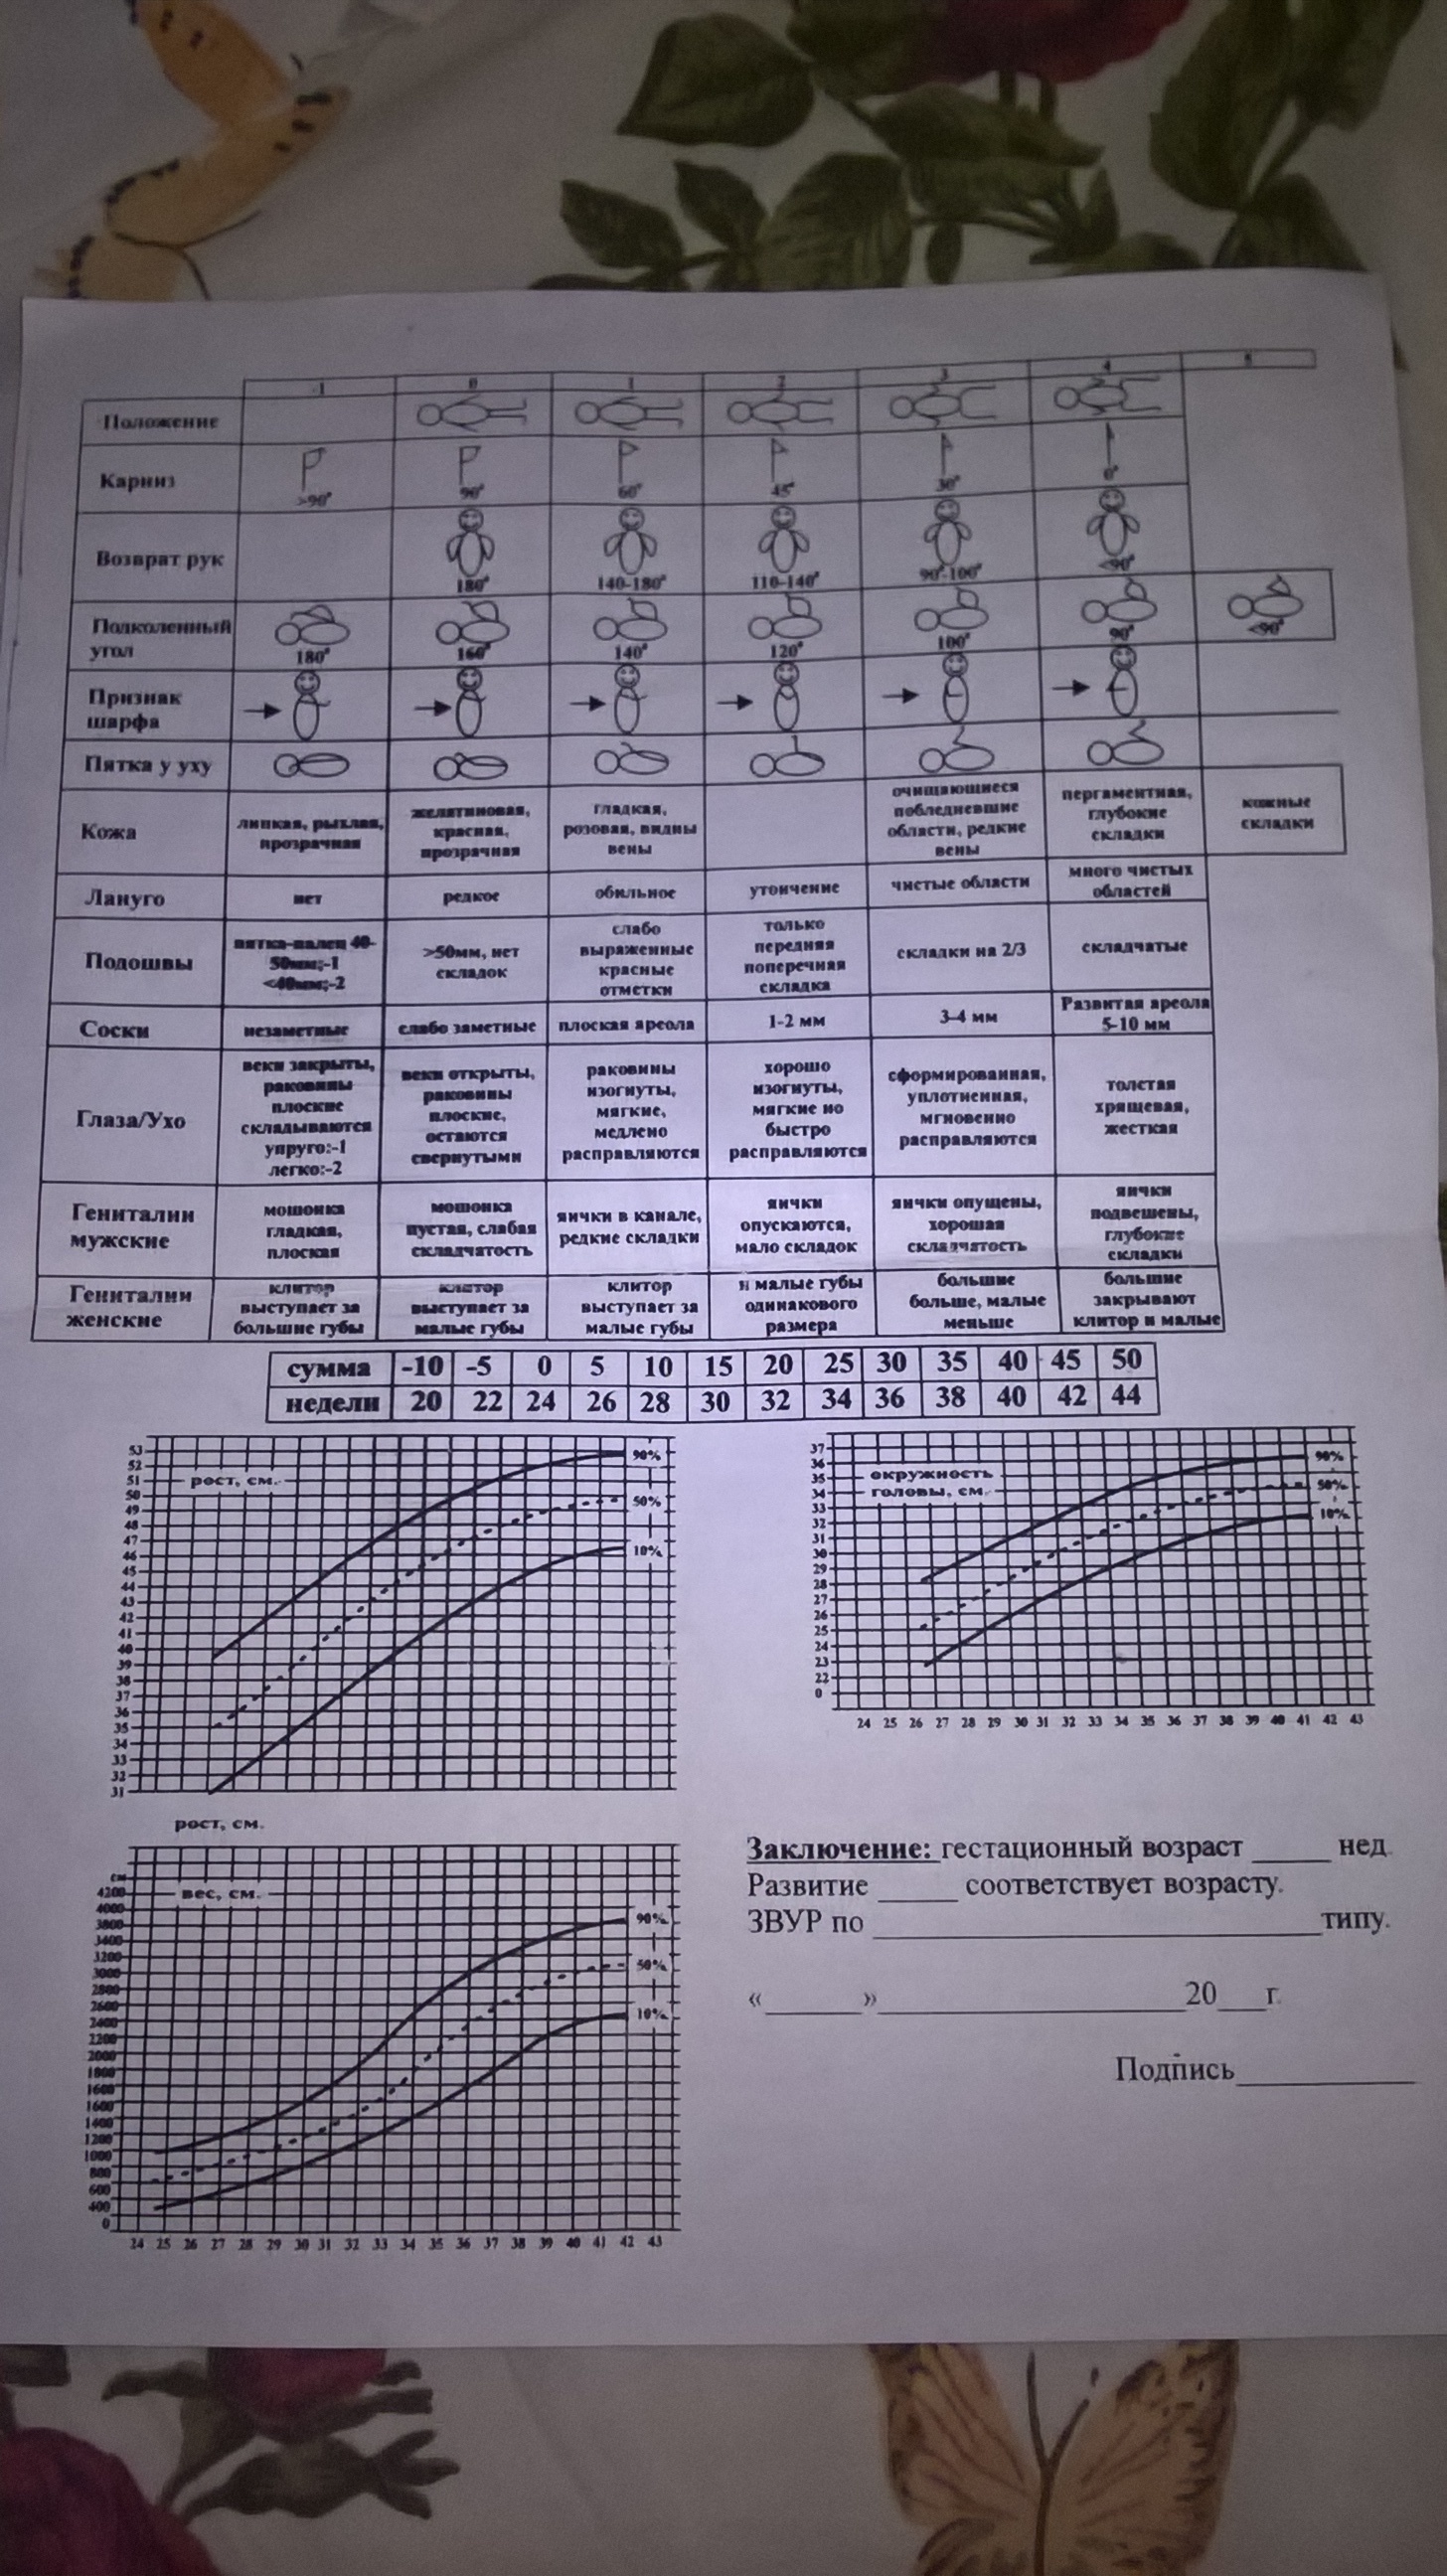 -1 0 1 2 3 4 5
Положение
Карниз >90° 90° 60° 45° 30° 0°
Возврат рук 180° 140-180° 110-140° 90°-100° <90°
Подколенный
угол 180° 160° 140° 120° 100° 90° <90°
Признак
шарфа
Пятка у уху
Кожа
липкая, рыхлая,
прозрачная
желятиновая,
красная,
прозрачная
гладкая,
розовая, видны
вены
очищающиеся
побледневшие
области, редкие
вены
пергаментная,
глубокие
складки
кожные
складки
Лануго нет редкое обильное утончение чистые области
много чистых
областей
Подошвы
пятка-палец 40-
50мм;-1
<40мм;-2
>50мм, нет
складок
слабо
выраженные
красные
отметки
только
передняя
поперечная
складка
складки на 2/3
складчатые
Соски незаметные слабо заметные плоская ареола 1-2 мм 3-4 мм
Развитая ареола
5-10 мм
Глаза/Ухо
веки закрыты,
раковины
плоские
складываются
упруго:-1
легко:-2
веки открыты,
раковины
плоские,
остаются
свернутыми
раковины
изогнуты,
мягкие,
медлено
расправляются
хорошо
изогнуты,
мягкие но
быстро
расправляются
сформированная,
уплотненная,
мгновенно
расправляются
толстая
хрящевая,
жесткая
Гениталии
мужские
мошонка
гладкая,
плоская
мошонка
пустая, слабая
складчатость
яички в канале,
редкие складки
яички
опускаются,
мало складок
яички опущены,
хорошая
складчятость
яички
подвешены,
глубокие
складки
Гениталии
женские
клитор
выступает за
большие губы
клитор
выступает за
малые губы
клитор
выступает за
малые губы
и малые губы
одинакового
размера
большие
больше, малые
меньше
большие
закрывают
клитор и малые
сумма -10 -5 0 5 10 15 20 25 30 35 40 45 50
недели 20 22 24 26 28 30 32 34 36 38 40 42 44
рост, см.
53
52
51
50
49
48
47
46
45
44
43
42
41
40
39
38
37
36
35
34
33
32
31
90%
50%
10%
окружность
головы, см.
37
36
35
34
33
32
31
30
29
28
27
26
25
24
23
22
0
90%
50%
10%
24 25 26 27 28 29 30 31 32 33 34 35 36 37 38 39 40 41 42 43
рост, см.
вес, см.
см
4200
4000
3800
3400
3200
3000
2800
2600
2400
2200
2000
1800
1600
1600
1400
1200
1000
800
600
400
0
90%
50%
10%
24 25 26 27 28 29 30 31 32 33 34 35 36 37 38 39 40 41 42 43
Заключение: гестационный возраст _____ нед.
Развитие _____ соответствует возрасту.
ЗВУР по ____________________________ типу.
«______»____________________20___г.
Подпись____________